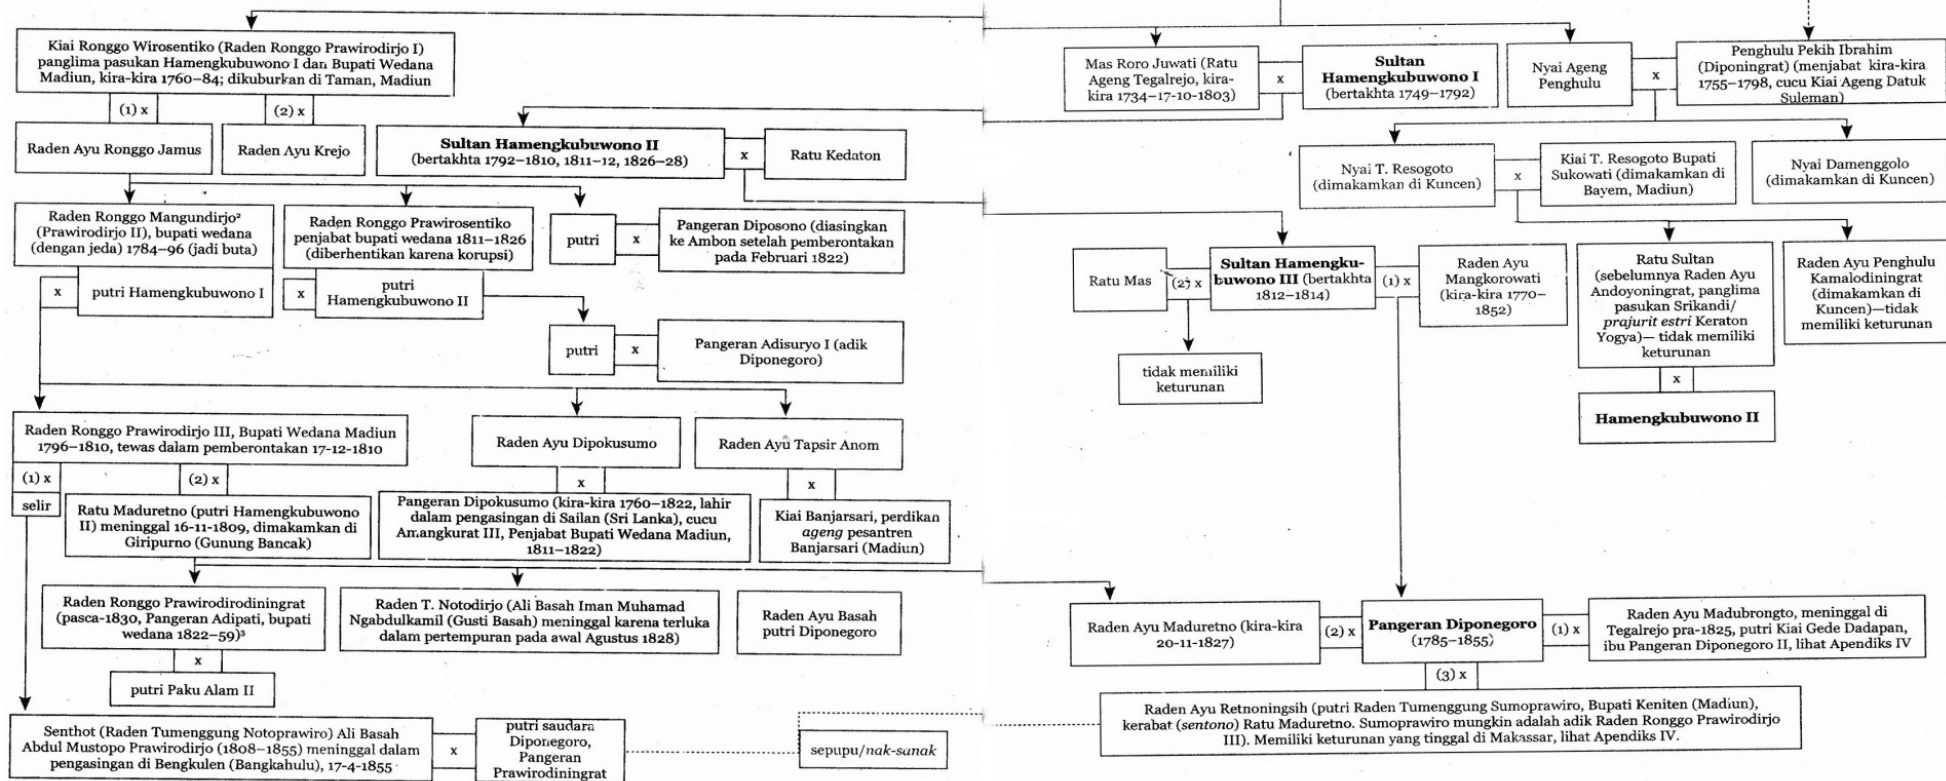 Kiai Ronggo Wirosentiko (Raden Ronggo Prawirodirjo I)
panglima pasukan Hamengkubuwono I dan Bupati Wedana
Madiun, kira-kira 1760–84; dikuburkan di Taman, Madiun
(1) x
(2) x
Raden Ayu Ronggo Jamus
Raden Ayu Krejo
Sultan Hamengkubuwono II
(bertakhta 1792–1810, 1811–12, 1826–28)
x
Ratu Kedaton
Raden Ronggo Mangundirjo²
(Prawirodirjo II), bupati wedana
(dengan jeda) 1784–96 (jadi buta)
Raden Ronggo Prawirosentiko
penjabat bupati wedana 1811–1826
(diberhentikan karena korupsi)
putri
x
Pangeran Diposono (diasingkan
ke Ambon setelah pemberontakan
pada Februari 1822)
x
putri Hamengkubuwono I
x
putri
Hamengkubuwono II
putri
x
Pangeran Adisuryo I (adik
Diponegoro)
Raden Ronggo Prawirodirjo III, Bupati Wedana Madiun
1796–1810, tewas dalam pemberontakan 17-12-1810
Raden Ayu Dipokusumo
Raden Ayu Tapsir Anom
(1) x
(2) x
x
x
selir
Ratu Maduretno (putri Hamengkubuwono
II) meninggal 16-11-1809, dimakamkan di
Giripurno (Gunung Bancak)
Pangeran Dipokusumo (kira-kira 1760–1822, lahir
dalam pengasingan di Sailan (Sri Lanka), cucu
Amangkurat III, Penjabat Bupati Wedana Madiun,
1811–1822)
Kiai Banjarsari, perdikan
ageng pesantren
Banjarsari (Madiun)
Raden Ronggo Prawirodirodiningrat
(pasca-1830, Pangeran Adipati, bupati
wedana 1822–59)³
Raden T. Notodirjo (Ali Basah Iman Muhamad
Ngabdulkamil (Gusti Basah) meninggal karena terluka
dalam pertempuran pada awal Agustus 1828)
Raden Ayu Basah
putri Diponegoro
x
putri Paku Alam II
Senthot (Raden Tumenggung Notoprawiro) Ali Basah
Abdul Mustopo Prawirodirjo (1808–1855) meninggal dalam
pengasingan di Bengkulen (Bangkahulu), 17-4-1855
x
putri saudara
Diponegoro,
Pangeran
Prawirodiningrat
sepupu/nak-sanak
Mas Roro Juwati (Ratu
Ageng Tegalrejo, kira-
kira 1734–17-10-1803)
x
Sultan
Hamengkubuwono I
(bertakhta 1749–1792)
Nyai Ageng
Penghulu
x
Penghulu Pekih Ibrahim
(Diponingrat) (menjabat kira-kira
1755–1798, cucu Kiai Ageng Datuk
Suleman)
Nyai T. Resogoto
(dimakamkan di Kuncen)
x
Kiai T. Resogoto Bupati
Sukowati (dimakamkan di
Bayem, Madiun)
Nyai Damenggolo
(dimakamkan di Kuncen)
Ratu Mas
(2) x
Sultan Hamengku-
buwono III (bertakhta
1812–1814)
(1) x
Raden Ayu
Mangkorowati
(kira-kira 1770–
1852)
Ratu Sultan
(sebelumnya Raden Ayu
Andoyoningrat, panglima
pasukan Srikandi/
prajurit estri Keraton
Yogya)— tidak memiliki
keturunan
Raden Ayu Penghulu
Kamalodiningrat
(dimakamkan di
Kuncen)—tidak
memiliki keturunan
tidak memiliki
keturunan
x
Hamengkubuwono II
Raden Ayu Maduretno (kira-kira
20-11-1827)
(2) x
Pangeran Diponegoro
(1785–1855)
(1) x
Raden Ayu Madubrongto, meninggal di
Tegalrejo pra-1825, putri Kiai Gede Dadapan,
ibu Pangeran Diponegoro II, lihat Apendiks IV
(3) x
Raden Ayu Retnoningsih (putri Raden Tumenggung Sumoprawiro, Bupati Keniten (Madiun),
kerabat (sentono) Ratu Maduretno. Sumoprawiro mungkin adalah adik Raden Ronggo Prawirodirjo
III). Memiliki keturunan yang tinggal di Makassar, lihat Apendiks IV.